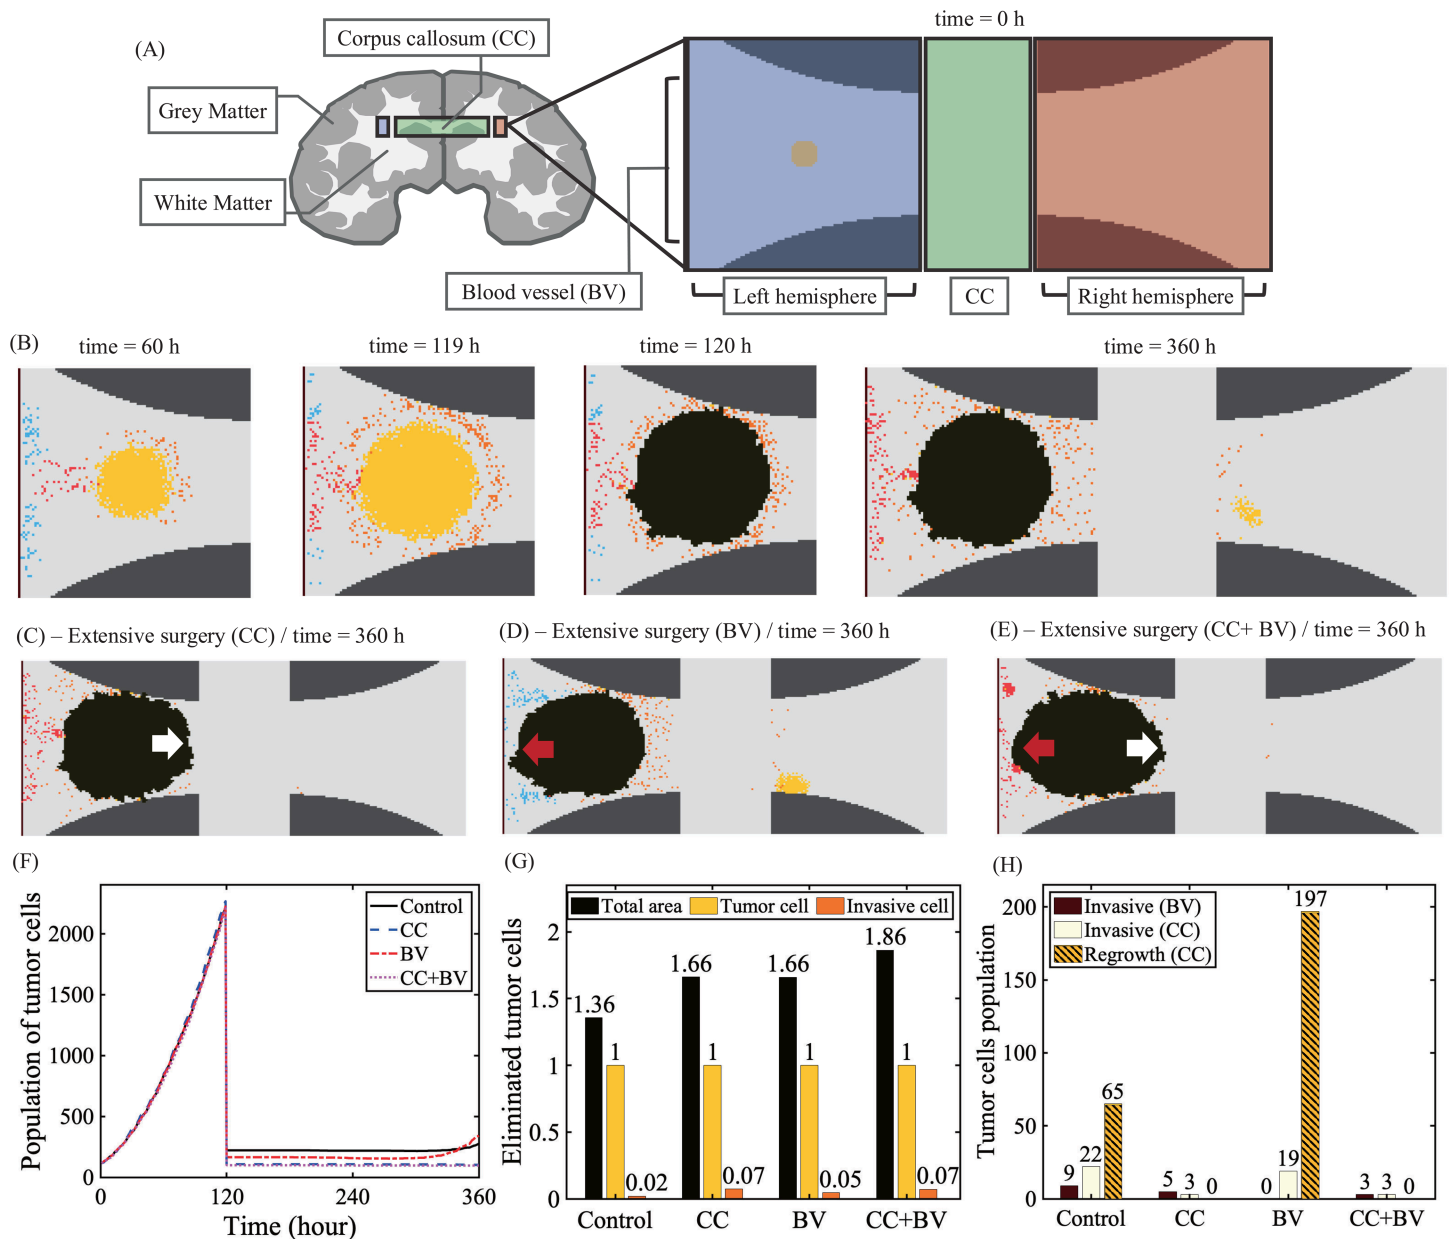 time = 0 h
(A)
Corpus callosum (CC)
Grey Matter
White Matter
Blood vessel (BV)
Left hemisphere
CC
Right hemisphere
(B)
time = 60 h
time = 119 h
time = 120 h
time = 360 h
(C) – Extensive surgery (CC) / time = 360 h
(D) – Extensive surgery (BV) / time = 360 h
(E) – Extensive surgery (CC+ BV) / time = 360 h
(F)
Population of tumor cells
2000
1500
1000
500
0
0
120
240
360
Time (hour)
Control
CC
BV
CC+BV
(G)
Eliminated tumor cells
2
1.5
1
0.5
0
Total area
Tumor cell
Invasive cell
1.36
1
0.02
1.66
1
0.07
1.66
1
0.05
1.86
1
0.07
Control
CC
BV
CC+BV
(H)
Tumor cells population
200
150
100
50
0
Invasive (BV)
Invasive (CC)
Regrowth (CC)
9
22
65
5
3
0
0
19
197
3
3
0
Control
CC
BV
CC+BV